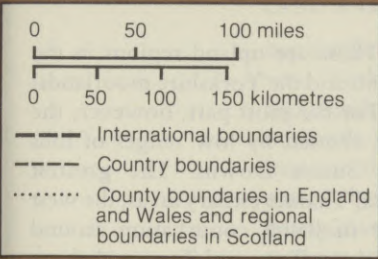 0 50 100 miles
0 50 100 150 kilometres
International boundaries
Country boundaries
County boundaries in England
and Wales and regional
boundaries in Scotland